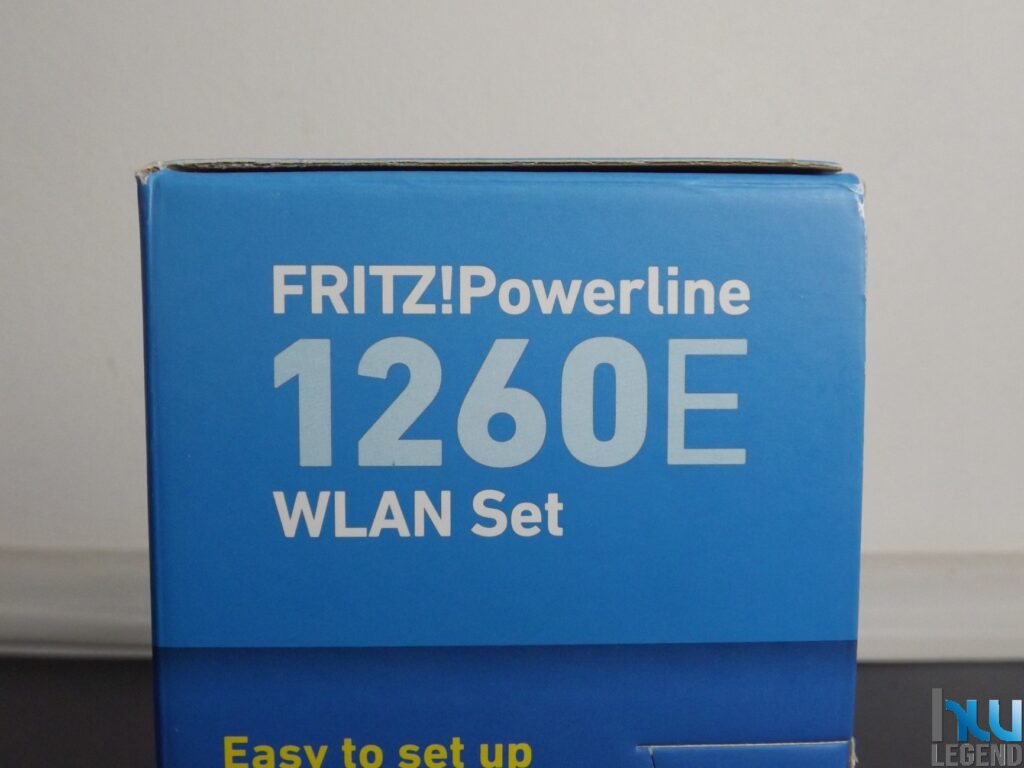 FRITZ!Powerline
1260E
WLAN Set
Easy to set up
LEGEND